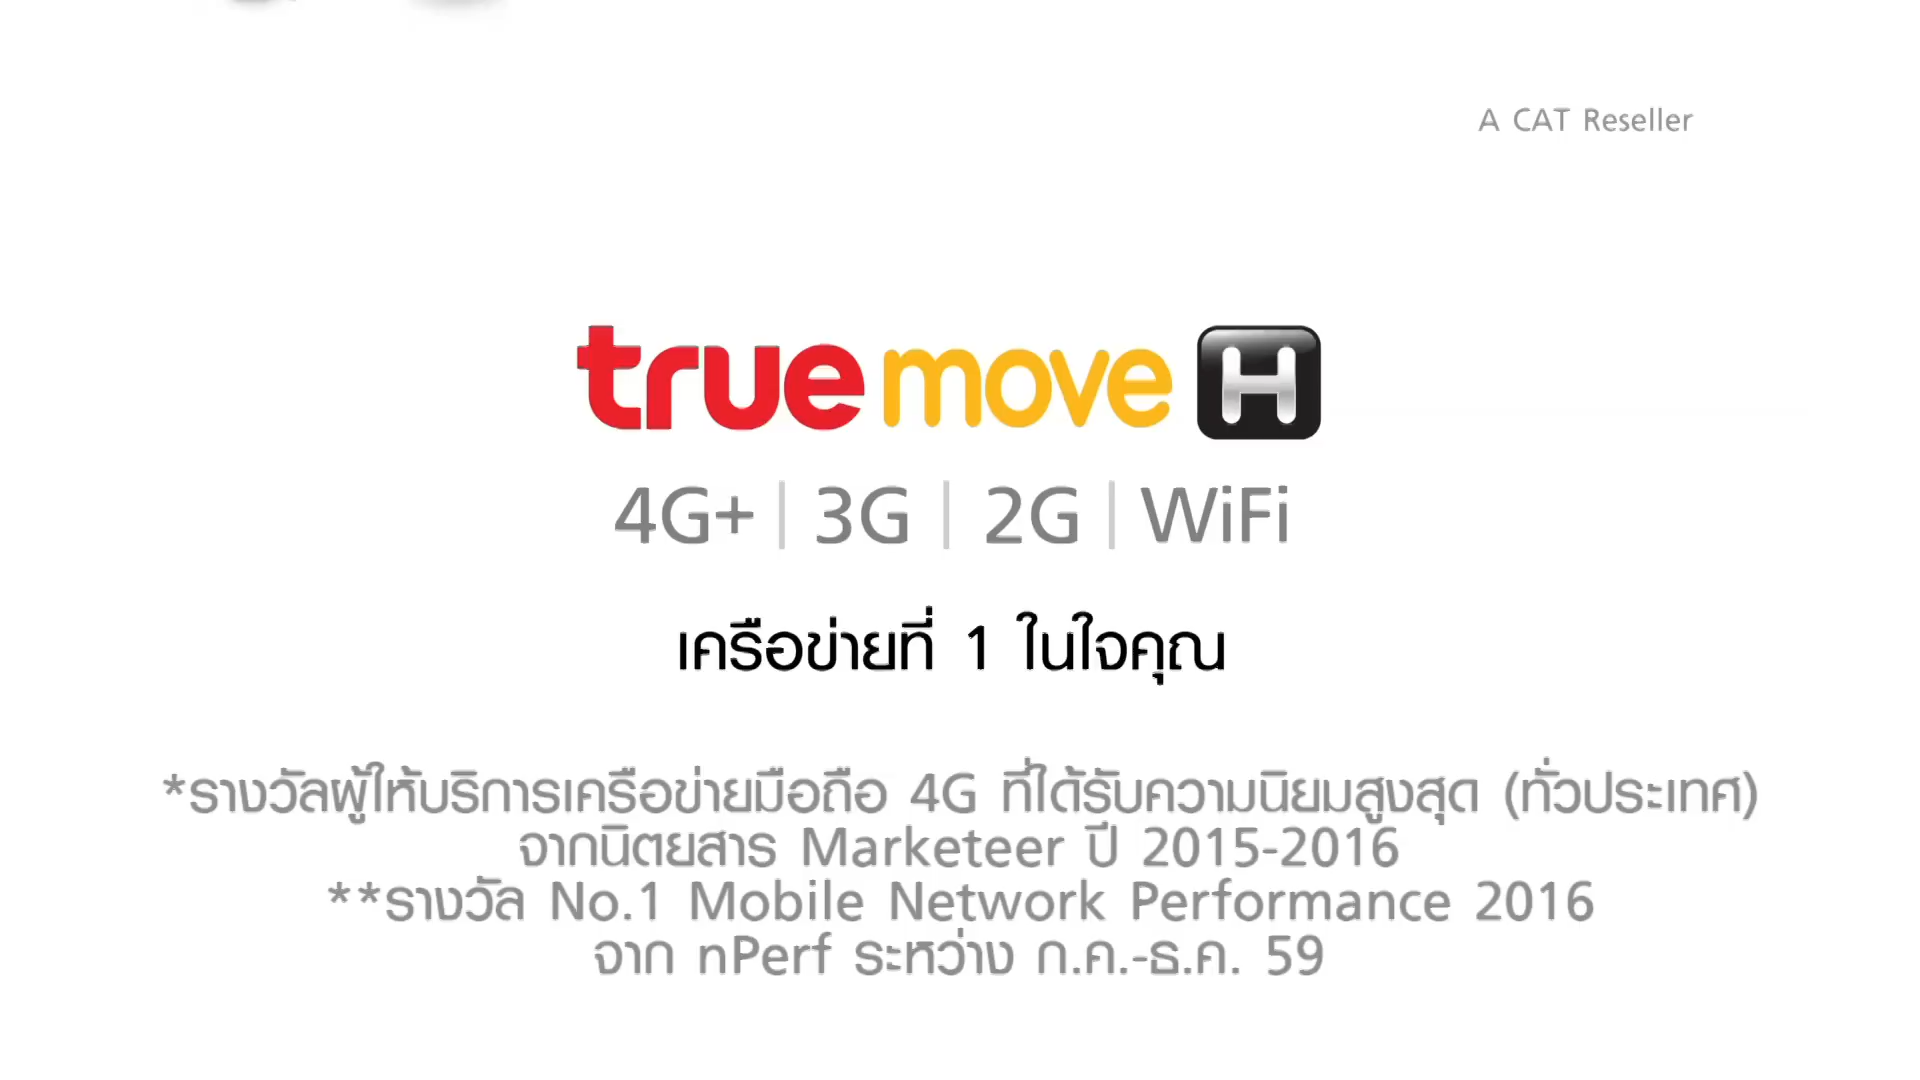 A CAT Reseller
true move H
4G+ | 3G | 2G | WiFi
เครือข่ายที่ 1 ในใจคุณ
*รางวัลผู้ให้บริการเครือข่ายมือถือ 4G ที่ได้รับความนิยมสูงสุด (ทั่วประเทศ)
จากนิตยสาร Marketeer ปี 2015-2016
**รางวัล No.1 Mobile Network Performance 2016
จาก nPerf ระหว่าง ก.ค.-ธ.ค. 59